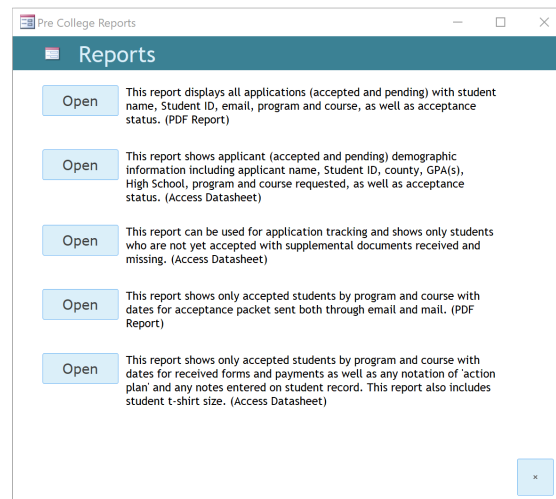 Pre College Reports
Reports
Open
This report displays all applications (accepted and pending) with student
name, Student ID, email, program and course, as well as acceptance
status. (PDF Report)
Open
This report shows applicant (accepted and pending) demographic
information including applicant name, Student ID, county, GPA(s),
High School, program and course requested, as well as acceptance
status. (Access Datasheet)
Open
This report can be used for application tracking and shows only students
who are not yet accepted with supplemental documents received and
missing. (Access Datasheet)
Open
This report shows only accepted students by program and course with
dates for acceptance packet sent both through email and mail. (PDF
Report)
Open
This report shows only accepted students by program and course with
dates for received forms and payments as well as any notation of 'action
plan' and any notes entered on student record. This report also includes
student t-shirt size. (Access Datasheet)
×